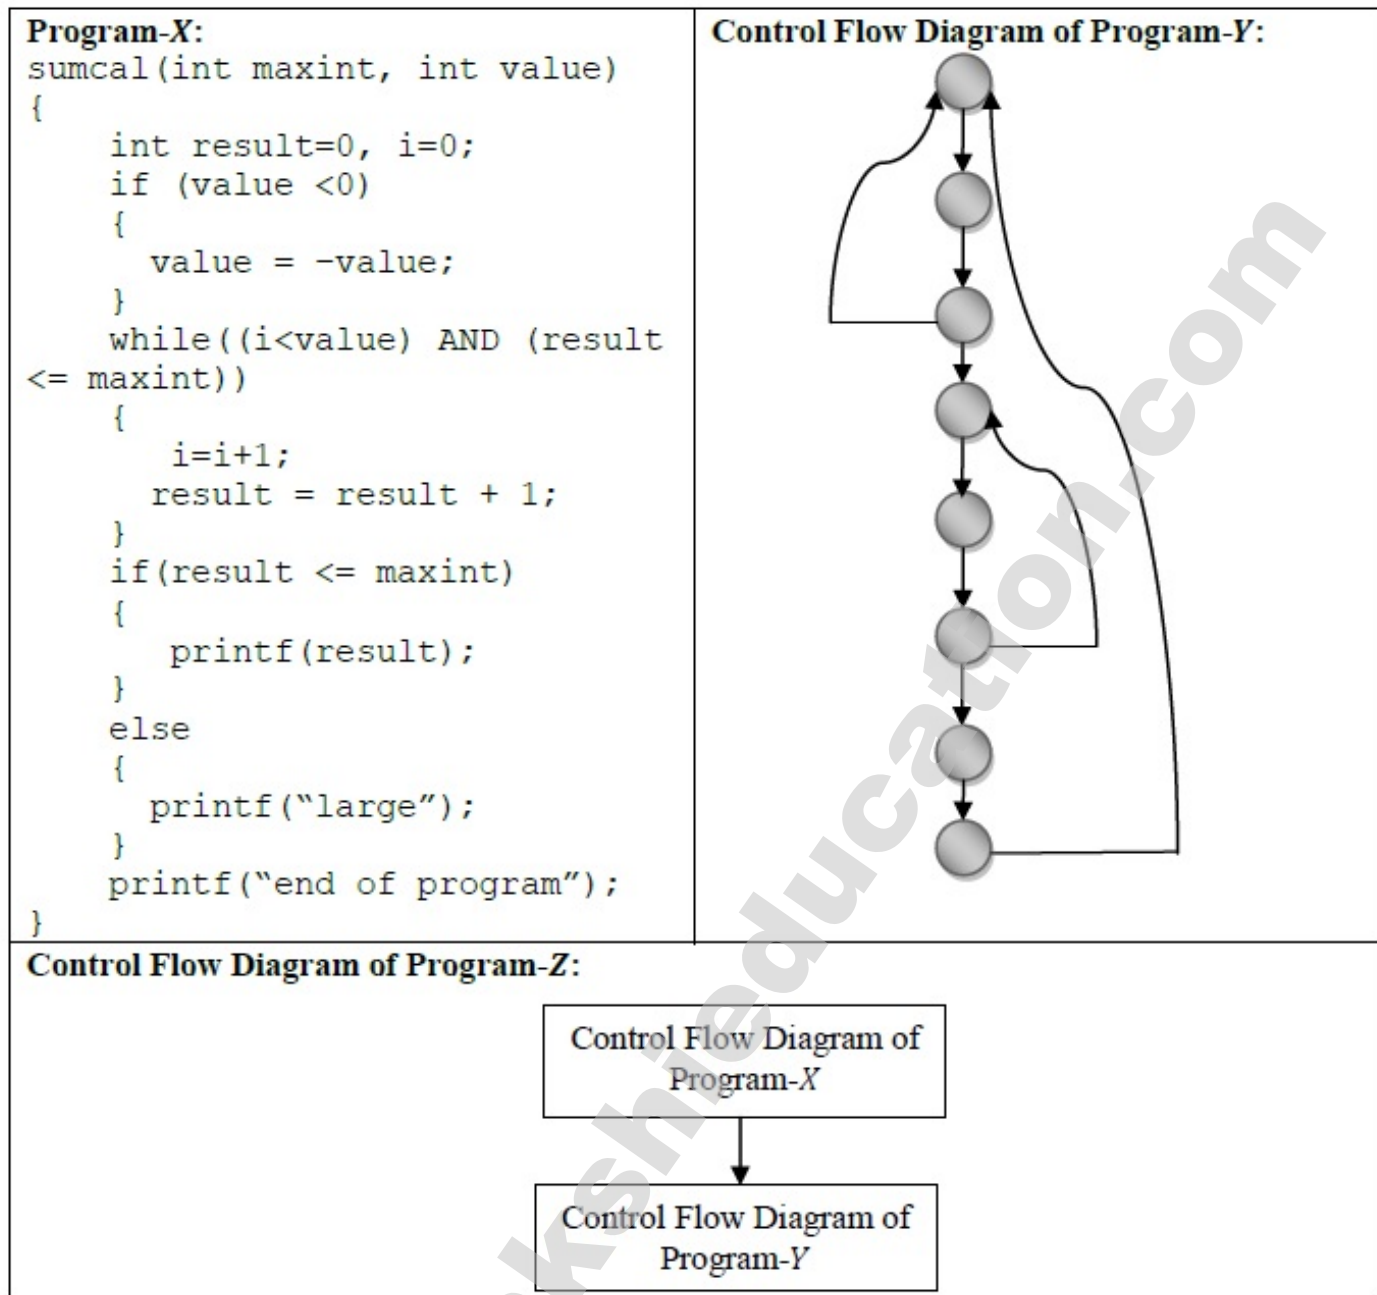 Program-X:
sumcal(int maxint, int value)
{
int result=0, i=0;
if (value <0)
{
value = -value;
}
while((i<value) AND (result
<= maxint))
{
i=i+1;
result = result + 1;
}
if(result <= maxint)
{
printf(result);
}
else
{
printf(“large”);
}
printf(“end of program”);
}
Control Flow Diagram of Program-Y:
Control Flow Diagram of Program-Z:
Control Flow Diagram of
Program-X
Control Flow Diagram of
Program-Y
kshieducation.com